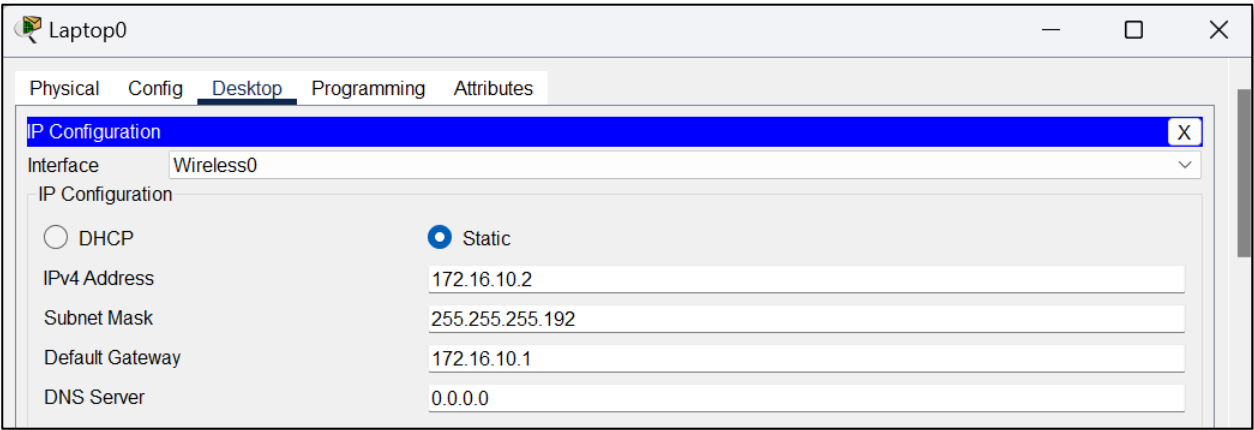 Laptop0
Physical Config Desktop Programming Attributes
IP Configuration X
Interface Wireless0
IP Configuration
DHCP Static
IPv4 Address 172.16.10.2
Subnet Mask 255.255.255.192
Default Gateway 172.16.10.1
DNS Server 0.0.0.0